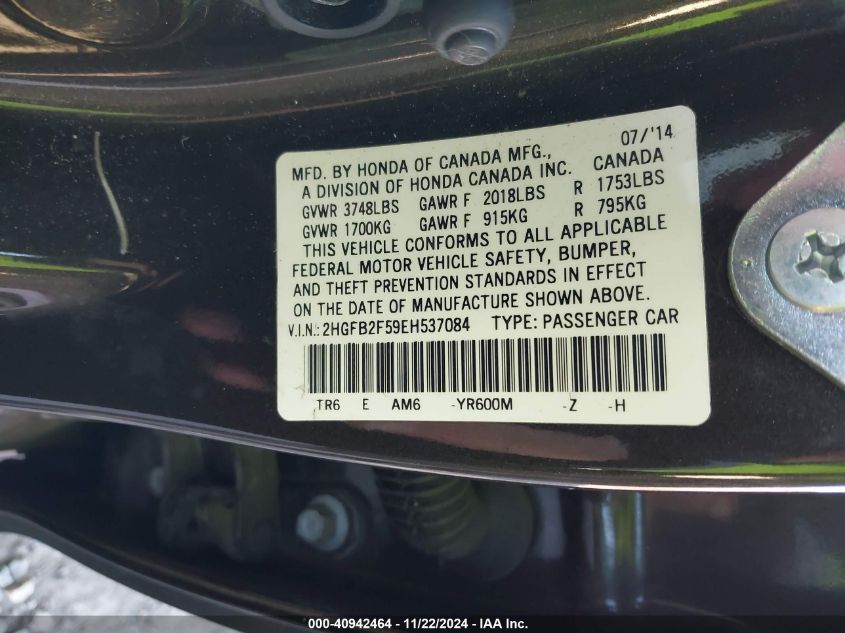 07/'14
MFD. BY HONDA OF CANADA MFG., CANADA
A DIVISION OF HONDA CANADA INC.
GVWR 3748LBS GAWR F 2018LBS R 1753LBS
GVWR 1700KG GAWR F 915KG R 795KG
THIS VEHICLE CONFORMS TO ALL APPLICABLE
FEDERAL MOTOR VEHICLE SAFETY, BUMPER,
AND THEFT PREVENTION STANDARDS IN EFFECT
ON THE DATE OF MANUFACTURE SHOWN ABOVE.
V.I.N.: 2HGFB2F59EH537084 TYPE: PASSENGER CAR
TR6 E AM6 -YR600M -Z -H
000-40942464 - 11/22/2024 - IAA Inc.